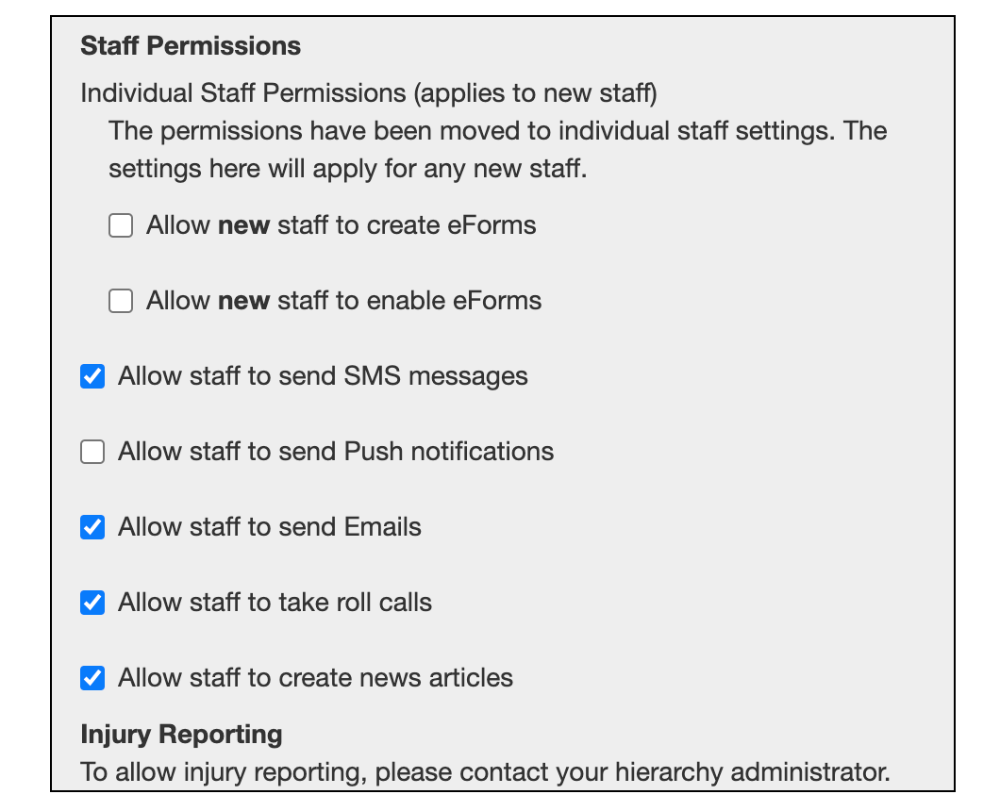 Staff Permissions
Individual Staff Permissions (applies to new staff)
The permissions have been moved to individual staff settings. The
settings here will apply for any new staff.
Allow new staff to create eForms
Allow new staff to enable eForms
Allow staff to send SMS messages
Allow staff to send Push notifications
Allow staff to send Emails
Allow staff to take roll calls
Allow staff to create news articles
Injury Reporting
To allow injury reporting, please contact your hierarchy administrator.